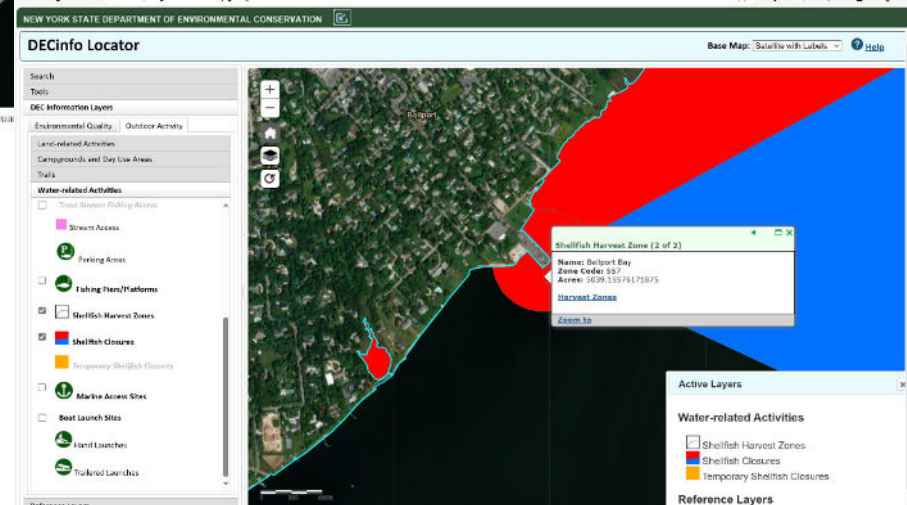 NEW YORK STATE DEPARTMENT OF ENVIRONMENTAL CONSERVATION
DECinfo Locator
Base Map: Satellite with Labels
Help
Search
Tools
DEC Information Layers
Environmental Quality
Outdoor Activity
Land-related Activities
Campgrounds and Day Use Areas
Trails
Water-related Activities
Trout Stream Fishing Access
Stream Access
Parking Areas
Fishing Piers/Platforms
Shellfish Harvest Zones
Shellfish Closures
Temporary Shellfish Closures
Marine Access Sites
Boat Launch Sites
Hand Launches
Trailered Launches
Bellport
Shellfish Harvest Zone (2 of 2)
Name: Bellport Bay
Zone Code: SS7
Acres: 5039.15576171875
Harvest Zones
Zoom to
Active Layers
Water-related Activities
Shellfish Harvest Zones
Shellfish Closures
Temporary Shellfish Closures
Reference Layers